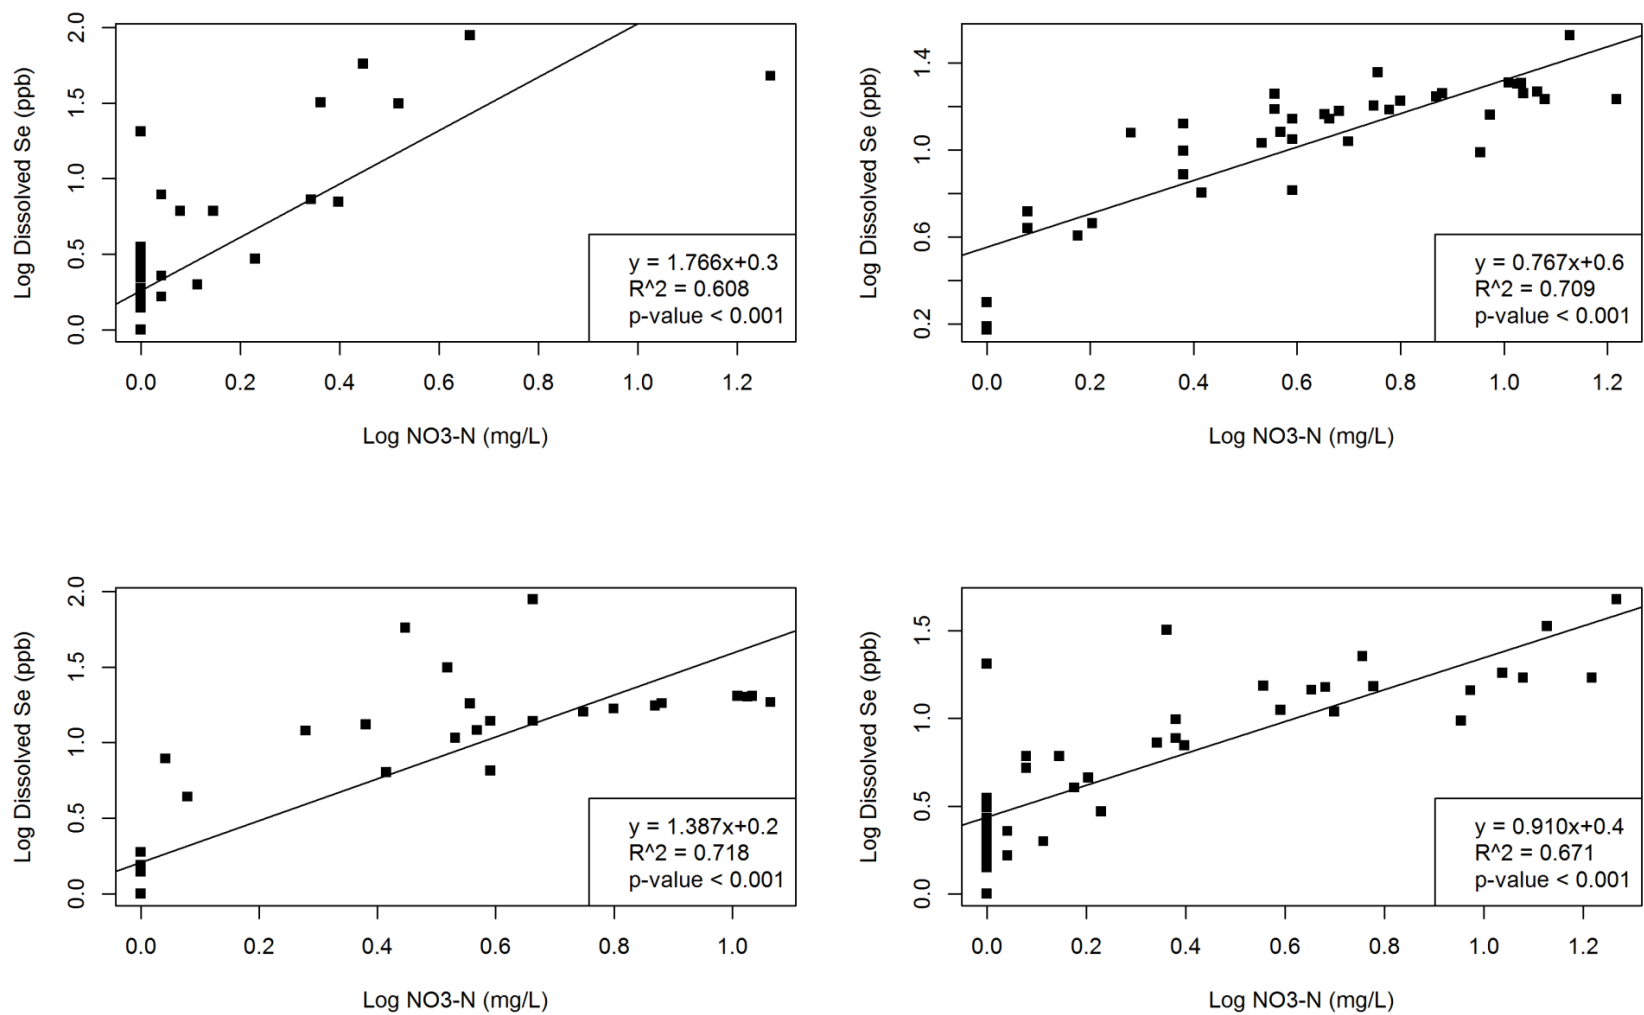 Log Dissolved Se (ppb)
2.0
1.5
1.0
0.5
0.0
y = 1.766x+0.3
R^2 = 0.608
p-value < 0.001
0.0 0.2 0.4 0.6 0.8 1.0 1.2
Log NO3-N (mg/L)
Log Dissolved Se (ppb)
1.4
1.0
0.6
0.2
y = 0.767x+0.6
R^2 = 0.709
p-value < 0.001
0.0 0.2 0.4 0.6 0.8 1.0 1.2
Log NO3-N (mg/L)
Log Dissolved Se (ppb)
2.0
1.5
1.0
0.5
0.0
y = 1.387x+0.2
R^2 = 0.718
p-value < 0.001
0.0 0.2 0.4 0.6 0.8 1.0
Log NO3-N (mg/L)
Log Dissolved Se (ppb)
1.5
1.0
0.5
0.0
y = 0.910x+0.4
R^2 = 0.671
p-value < 0.001
0.0 0.2 0.4 0.6 0.8 1.0 1.2
Log NO3-N (mg/L)